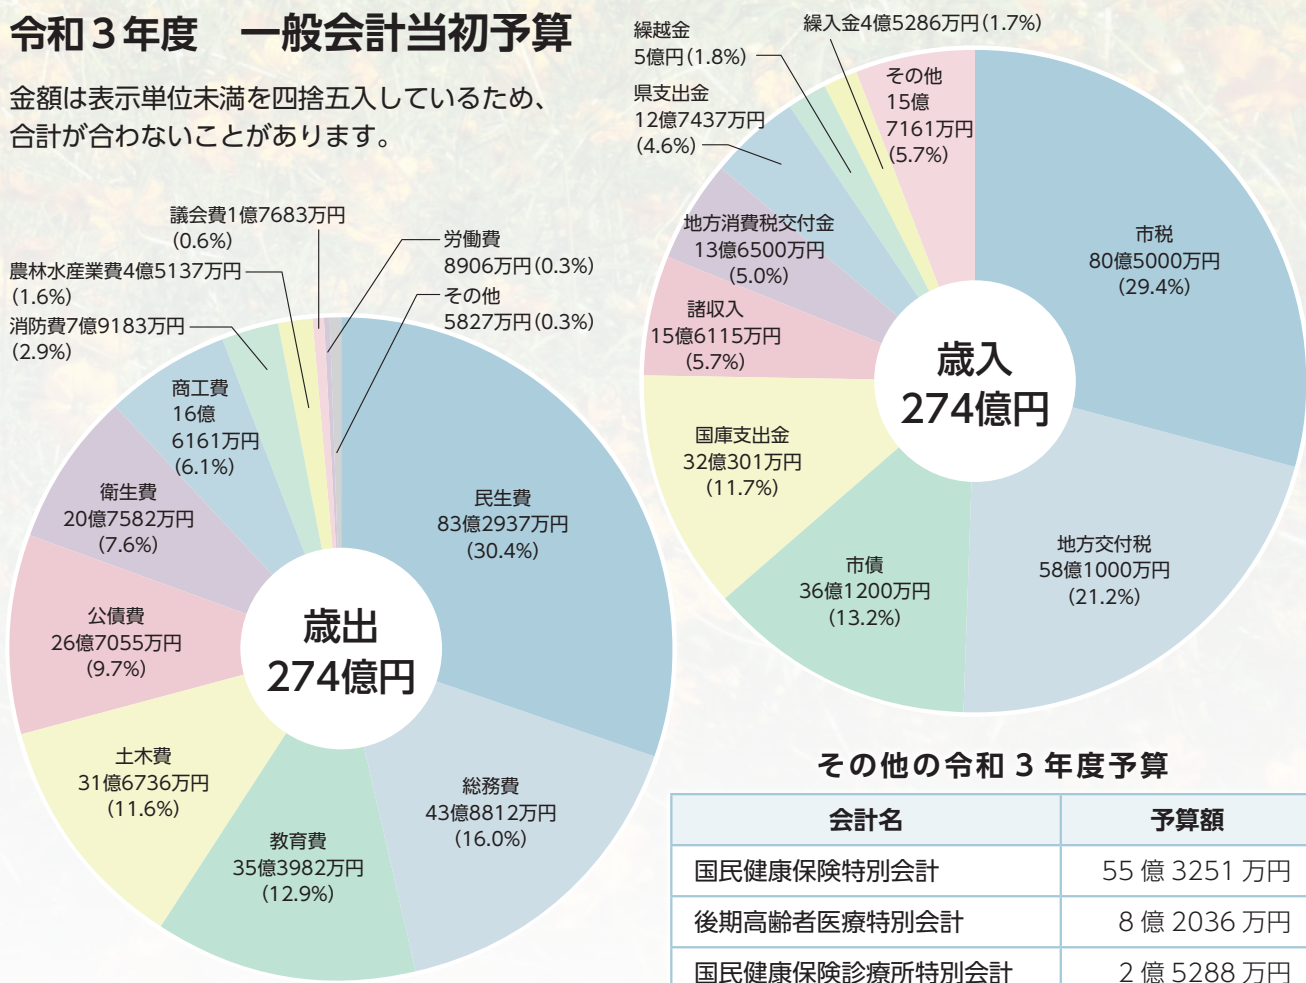 令和3年度 一般会計当初予算
金額は表示単位未満を四捨五入しているため、
合計が合わないことがあります。
議会費1億7683万円
(0.6%)
農林水産業費4億5137万円
(1.6%)
消防費7億9183万円
(2.9%)
労働費
8906万円(0.3%)
その他
5827万円(0.3%)
商工費
16億
6161万円
(6.1%)
衛生費
20億7582万円
(7.6%)
公債費
26億7055万円
(9.7%)
土木費
31億6736万円
(11.6%)
教育費
35億3982万円
(12.9%)
総務費
43億8812万円
(16.0%)
民生費
83億2937万円
(30.4%)
歳出
274億円
繰越金
5億円(1.8%)
繰入金4億5286万円(1.7%)
県支出金
12億7437万円
(4.6%)
その他
15億
7161万円
(5.7%)
地方消費税交付金
13億6500万円
(5.0%)
諸収入
15億6115万円
(5.7%)
国庫支出金
32億301万円
(11.7%)
市債
36億1200万円
(13.2%)
地方交付税
58億1000万円
(21.2%)
市税
80億5000万円
(29.4%)
歳入
274億円
その他の令和3年度予算
会計名 予算額
国民健康保険特別会計 55億3251万円
後期高齢者医療特別会計 8億2036万円
国民健康保険診療所特別会計 2億5288万円